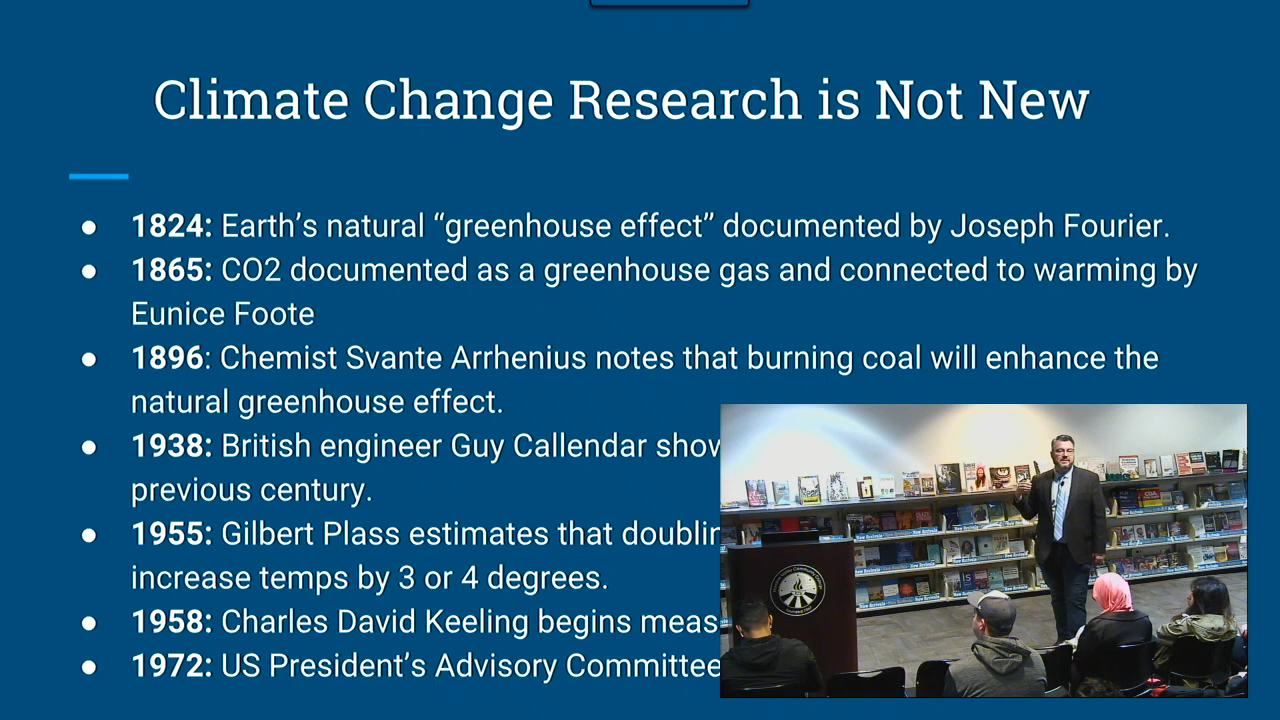 Climate Change Research is Not New
● 1824: Earth’s natural “greenhouse effect” documented by Joseph Fourier.
● 1865: CO2 documented as a greenhouse gas and connected to warming by
Eunice Foote
● 1896: Chemist Svante Arrhenius notes that burning coal will enhance the
natural greenhouse effect.
● 1938: British engineer Guy Callendar
previous century.
● 1955: Gilbert Plass estimates that
increase temps by 3 or 4 degrees.
● 1958: Charles David Keeling begins
● 1972: US President’s Advisory Committee